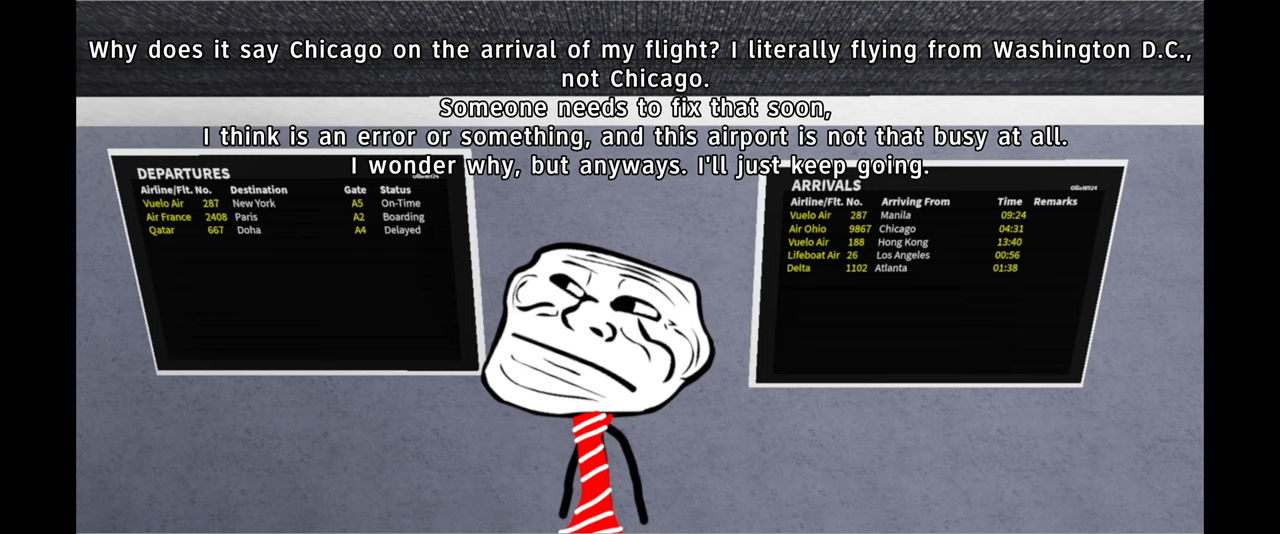 Why does it say Chicago on the arrival of my flight? I literally flying from Washington D.C.,
not Chicago.
Someone needs to fix that soon,
I think is an error or something, and this airport is not that busy at all.
I wonder why, but anyways. I'll just keep going.
DEPARTURES
Airline/Flt. No. Destination Gate Status
Vuelo Air 287 New York A5 On-Time
Air France 2408 Paris A2 Boarding
Qatar 667 Doha A4 Delayed
ARRIVALS
Airline/Flt. No. Arriving From Time Remarks
Vuelo Air 287 Manila 09:24
Air Ohio 9867 Chicago 04:31
Vuelo Air 188 Hong Kong 13:40
Lifeboat Air 26 Los Angeles 00:56
Delta 1102 Atlanta 01:38